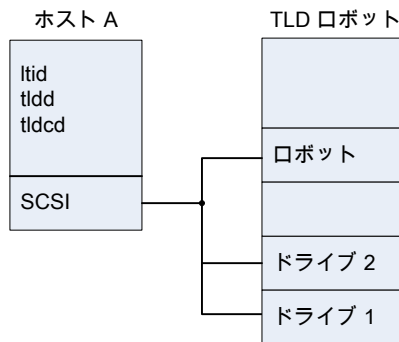 ホスト A
ltid
tldd
tldcd
SCSI
TLD ロボット
ロボット
ドライブ 2
ドライブ 1